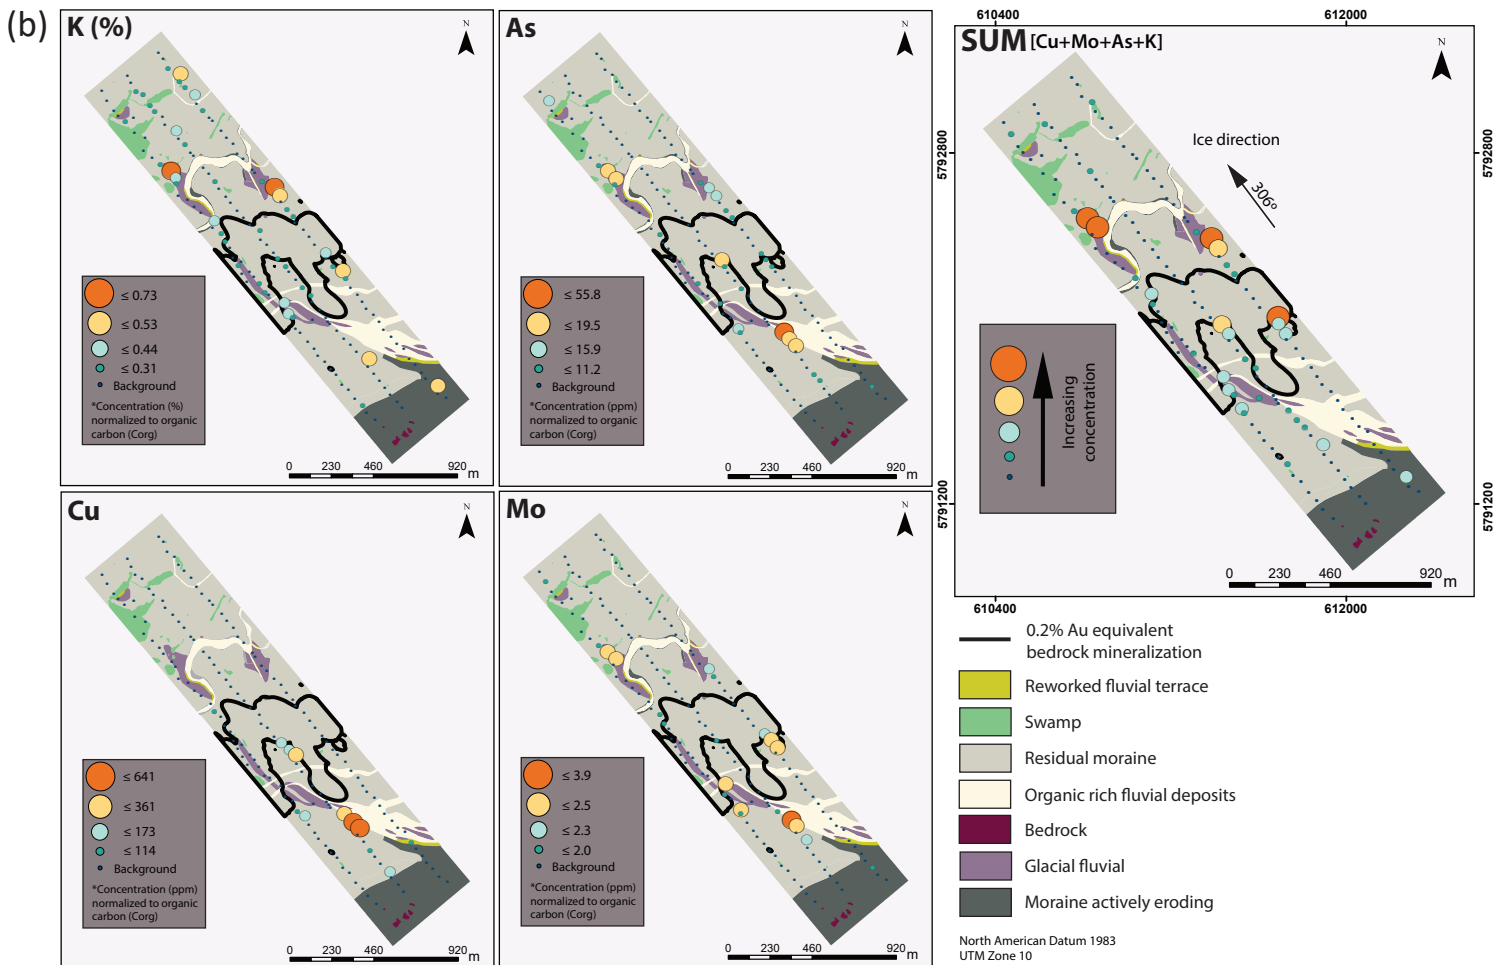 (b)
K (%)
N
≤ 0.73
≤ 0.53
≤ 0.44
≤ 0.31
Background
*Concentration (%)
normalized to organic
carbon (Corg)
0 230 460 920 m
As
N
≤ 55.8
≤ 19.5
≤ 15.9
≤ 11.2
Background
*Concentration (ppm)
normalized to organic
carbon (Corg)
0 230 460 920 m
Cu
N
≤ 641
≤ 361
≤ 173
≤ 114
Background
*Concentration (ppm)
normalized to organic
carbon (Corg)
0 230 460 920 m
Mo
N
≤ 3.9
≤ 2.5
≤ 2.3
≤ 2.0
Background
*Concentration (ppm)
normalized to organic
carbon (Corg)
0 230 460 920 m
610400 612000
SUM [Cu+Mo+As+K]
N
Ice direction
306º
5792800 5792800
Increasing
concentration
5791200 5791200
0 230 460 920 m
610400 612000
0.2% Au equivalent
bedrock mineralization
Reworked fluvial terrace
Swamp
Residual moraine
Organic rich fluvial deposits
Bedrock
Glacial fluvial
Moraine actively eroding
North American Datum 1983
UTM Zone 10